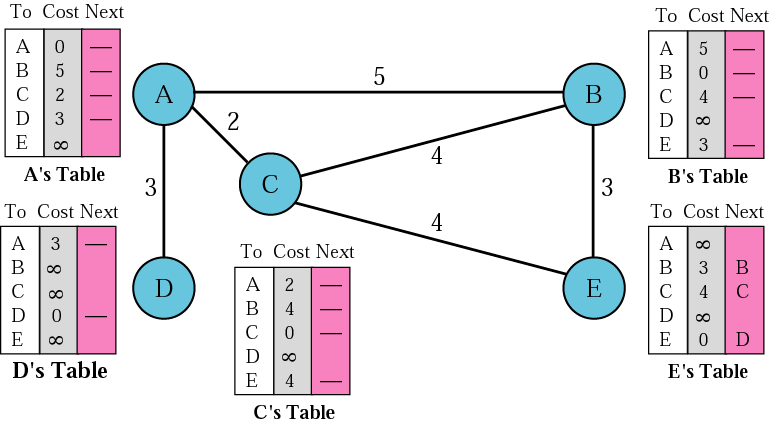 To Cost Next
A 0 —
B 5 —
C 2 —
D 3 —
E ∞
A's Table
To Cost Next
A 5 —
B 0 —
C 4 —
D ∞
E 3 —
B's Table
A
5
B
2
C
4
3
4
3
D
E
To Cost Next
A 3 —
B ∞
C ∞
D 0 —
E ∞
D's Table
To Cost Next
A 2 —
B 4 —
C 0 —
D ∞
E 4 —
C's Table
To Cost Next
A ∞
B 3 B
C 4 C
D ∞
E 0 D
E's Table